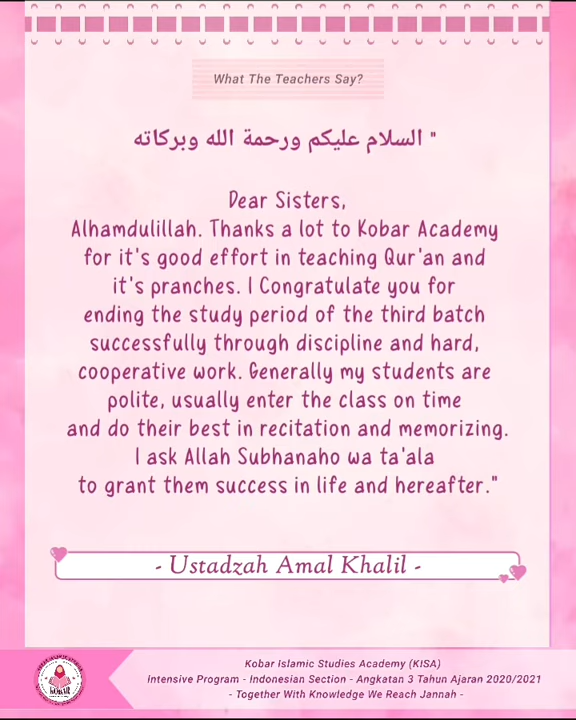 What The Teachers Say?
" السلام عليكم ورحمة الله وبركاته
Dear Sisters,
Alhamdulillah. Thanks a lot to Kobar Academy
for it's good effort in teaching Qur'an and
it's pranches. I Congratulate you for
ending the study period of the third batch
successfully through discipline and hard,
cooperative work. Generally my students are
polite, usually enter the class on time
and do their best in recitation and memorizing.
I ask Allah Subhanaho wa ta'ala
to grant them success in life and hereafter."
- Ustadzah Amal Khalil -
KOBAR
Kobar Islamic Studies Academy (KISA)
Intensive Program - Indonesian Section - Angkatan 3 Tahun Ajaran 2020/2021
- Together With Knowledge We Reach Jannah -